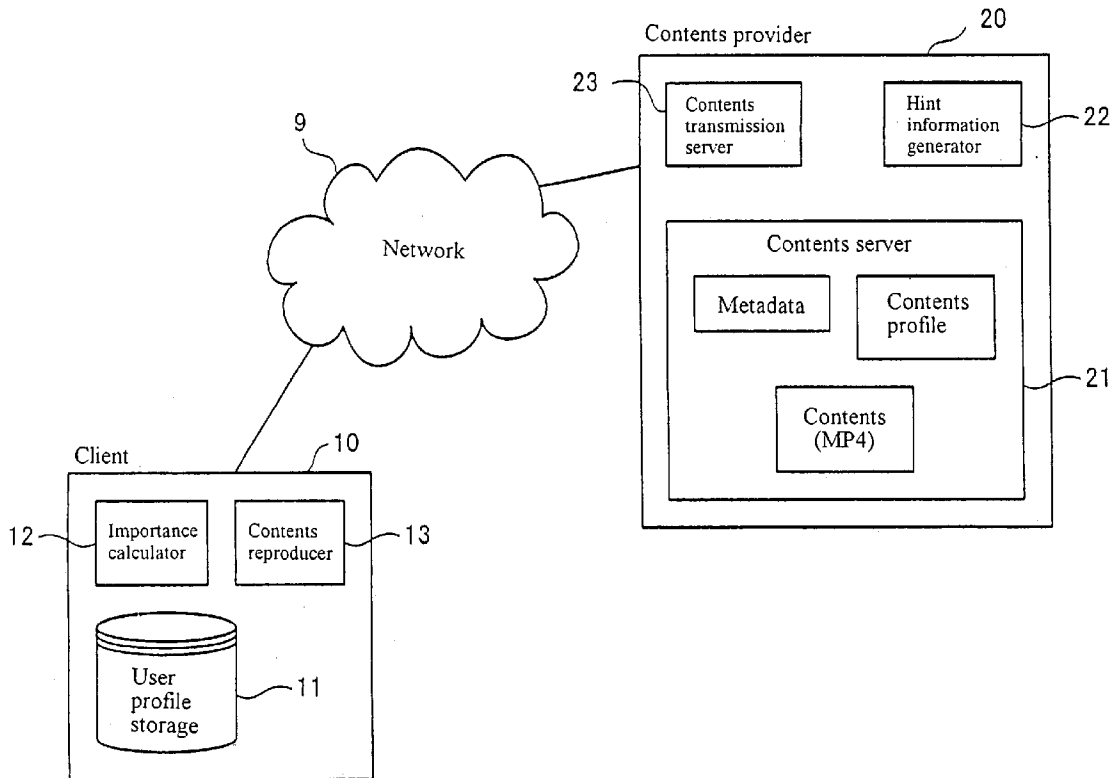 Contents provider
20
23
Contents
transmission
server
Hint
information
generator
22
9
Network
Contents server
Metadata
Contents
profile
21
Contents
(MP4)
Client
10
12
Importance
calculator
Contents
reproducer
13
User
profile
storage
11